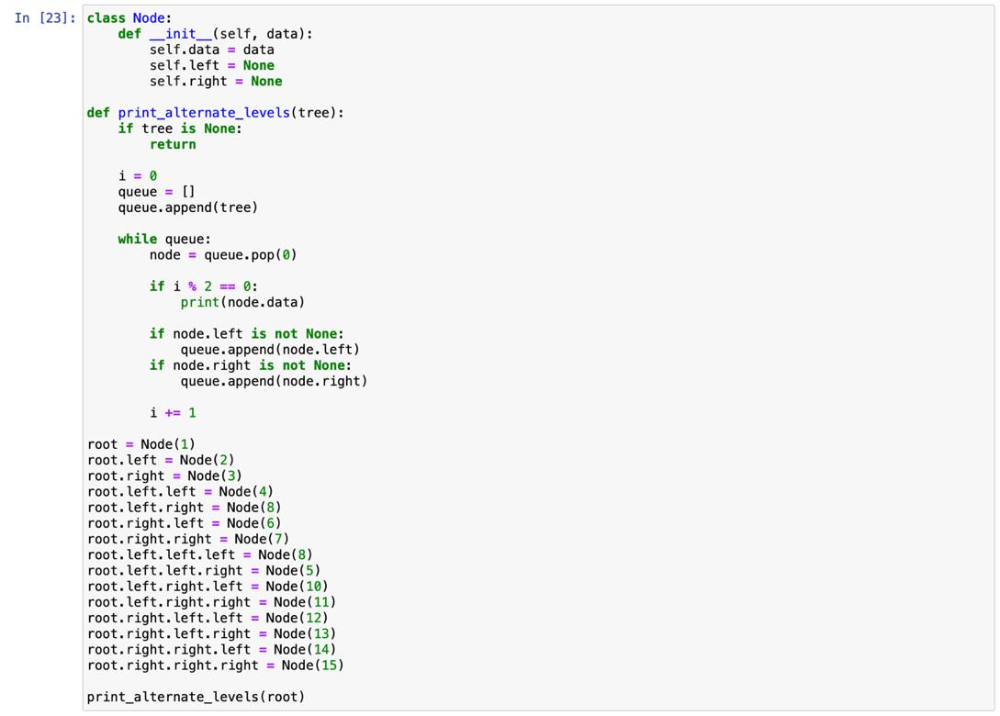 In [23]: class Node:
    def __init__(self, data):
        self.data = data
        self.left = None
        self.right = None

def print_alternate_levels(tree):
    if tree is None:
        return

    i = 0
    queue = []
    queue.append(tree)

    while queue:
        node = queue.pop(0)

        if i % 2 == 0:
            print(node.data)

        if node.left is not None:
            queue.append(node.left)
        if node.right is not None:
            queue.append(node.right)

        i += 1

root = Node(1)
root.left = Node(2)
root.right = Node(3)
root.left.left = Node(4)
root.left.right = Node(8)
root.right.left = Node(6)
root.right.right = Node(7)
root.left.left.left = Node(8)
root.left.left.right = Node(5)
root.left.right.left = Node(10)
root.left.right.right = Node(11)
root.right.left.left = Node(12)
root.right.left.right = Node(13)
root.right.right.left = Node(14)
root.right.right.right = Node(15)

print_alternate_levels(root)